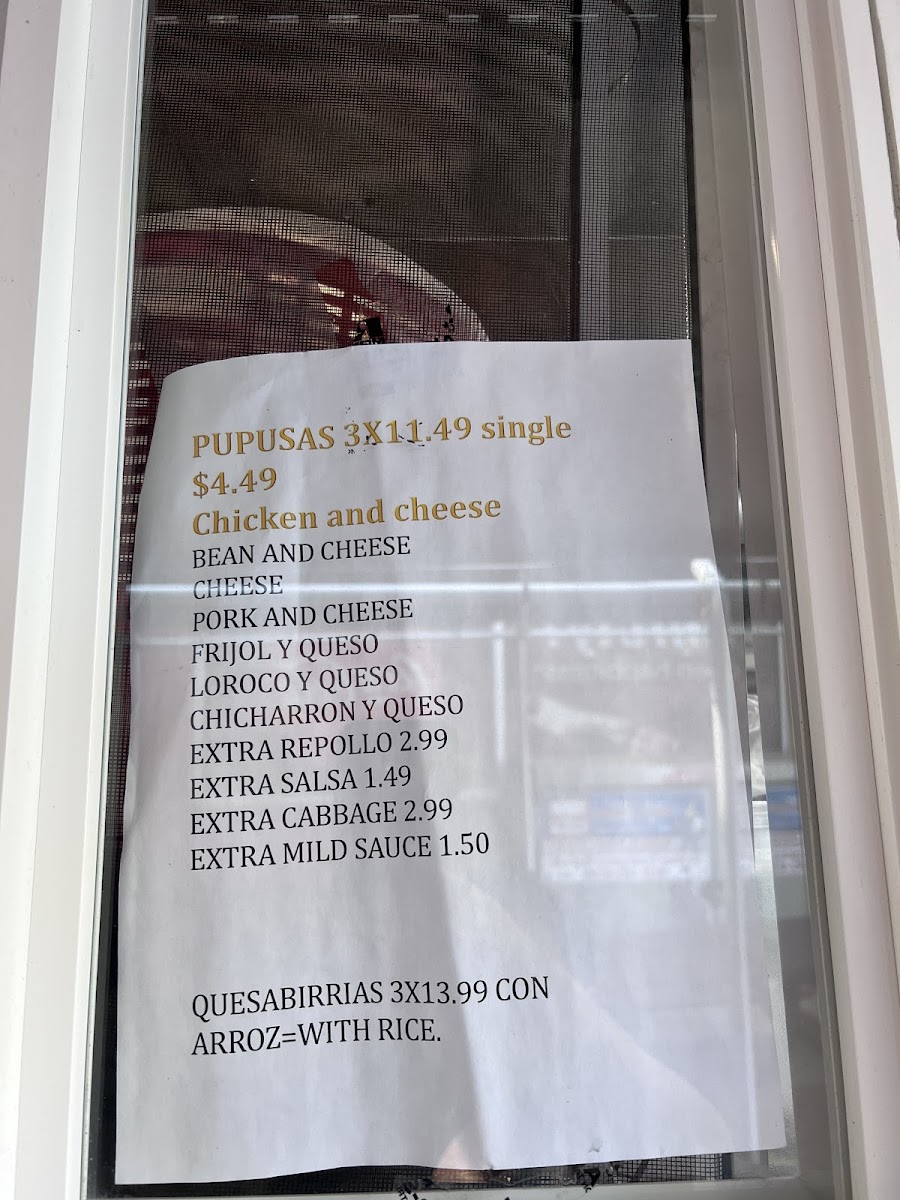 PUPUSAS 3X11.49 single
$4.49
Chicken and cheese
BEAN AND CHEESE
CHEESE
PORK AND CHEESE
FRIJOL Y QUESO
LOROCO Y QUESO
CHICHARRON Y QUESO
EXTRA REPOLLO 2.99
EXTRA SALSA 1.49
EXTRA CABBAGE 2.99
EXTRA MILD SAUCE 1.50
QUESABIRRIAS 3X13.99 CON
ARROZ=WITH RICE.